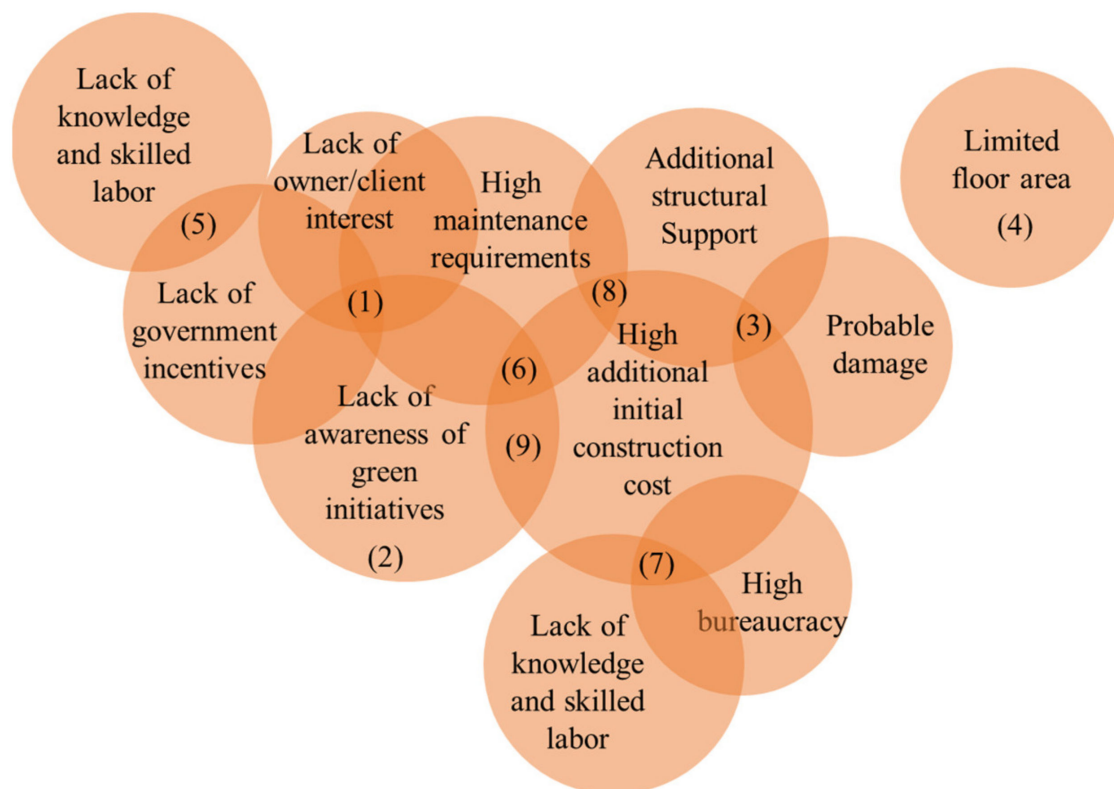 Lack of
knowledge
and skilled
labor
(5)
Lack of
owner/client
interest
High
maintenance
requirements
Additional
structural
Support
Limited
floor area
(4)
Lack of
government
incentives
(1)
(8)
(3)
Probable
damage
(6)
High
additional
initial
construction
cost
Lack of
awareness of
green
initiatives
(2)
(9)
(7)
High
bureaucracy
Lack of
knowledge
and skilled
labor